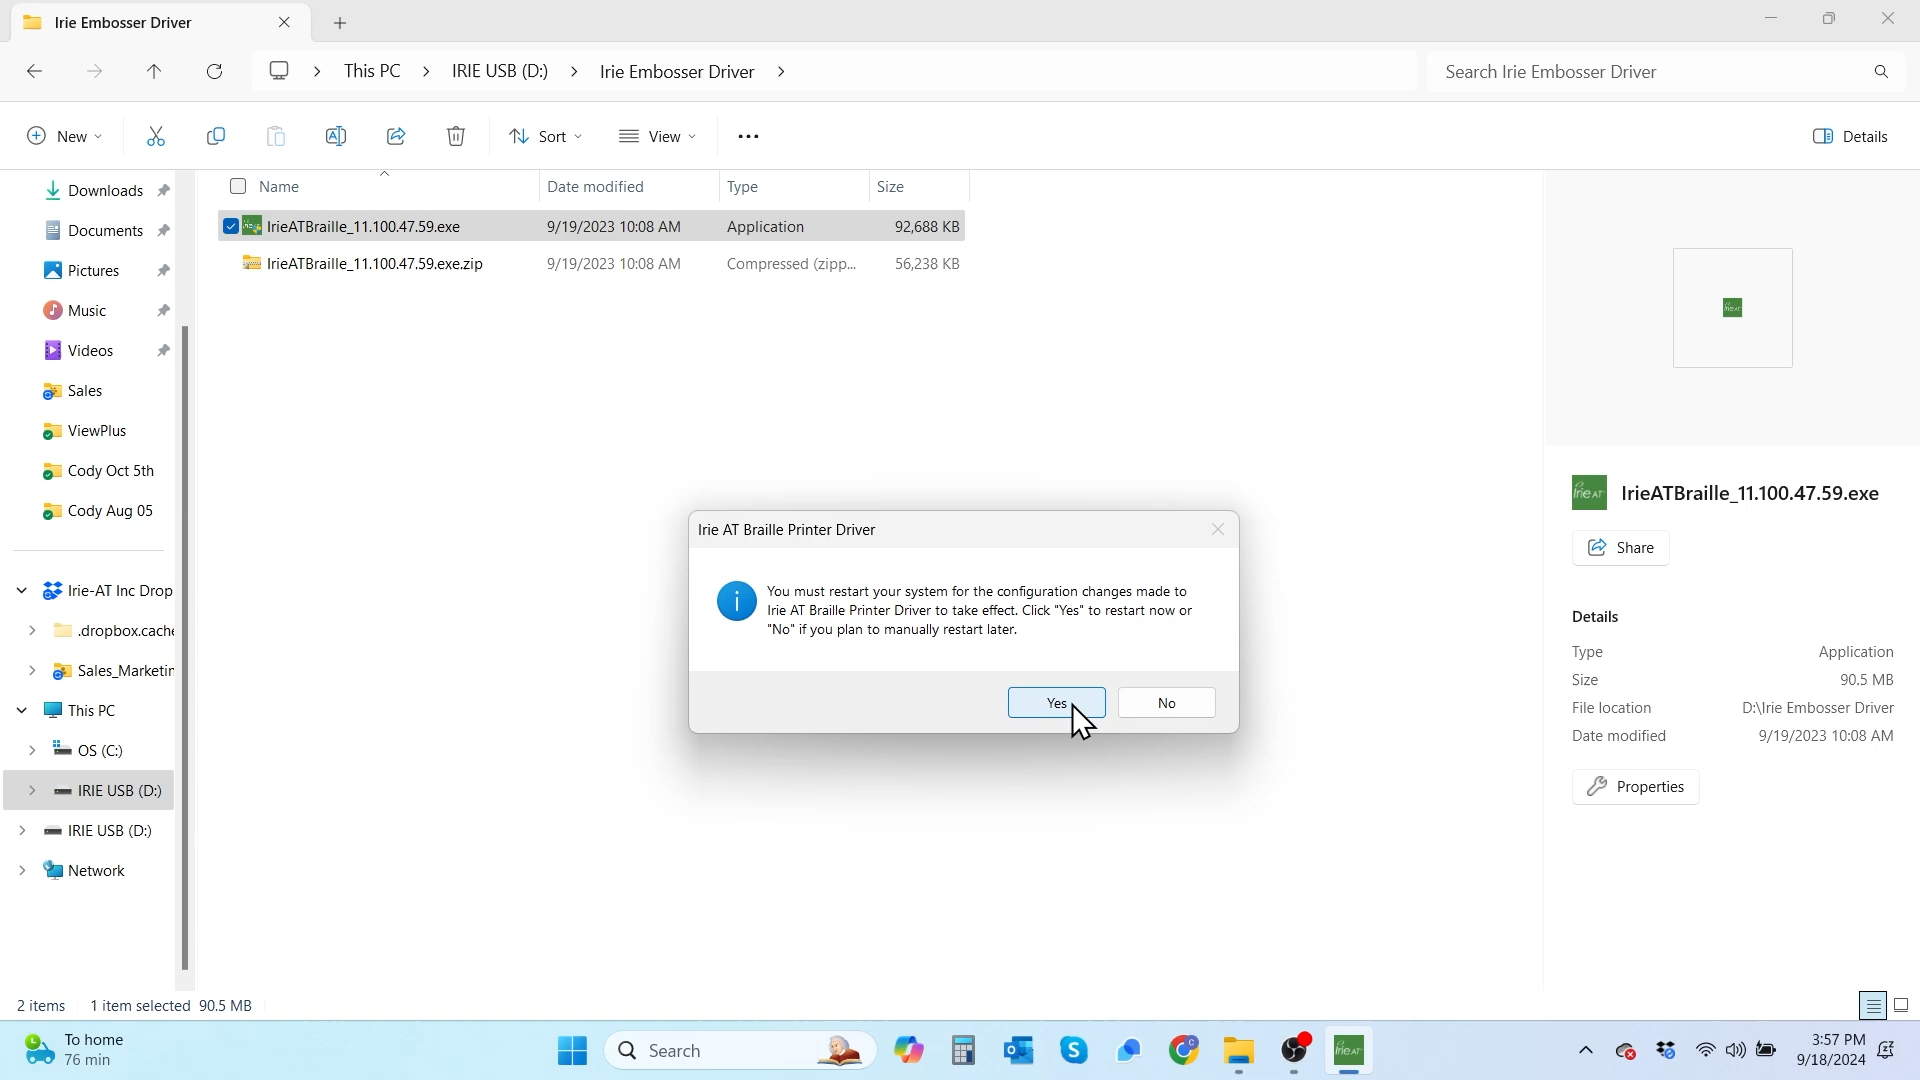 Irie Embosser Driver
This PC > IRIE USB (D:) > Irie Embosser Driver >
Search Irie Embosser Driver
New
Sort
View
Details
Name Date modified Type Size
IrieATBraille_11.100.47.59.exe 9/19/2023 10:08 AM Application 92,688 KB
IrieATBraille_11.100.47.59.exe.zip 9/19/2023 10:08 AM Compressed (zipp... 56,238 KB
Downloads
Documents
Pictures
Music
Videos
Sales
ViewPlus
Cody Oct 5th
Cody Aug 05
Irie-AT Inc Drop
.dropbox.cache
Sales_Marketin
This PC
OS (C:)
IRIE USB (D:)
IRIE USB (D:)
Network
Irie AT Braille Printer Driver
You must restart your system for the configuration changes made to
Irie AT Braille Printer Driver to take effect. Click "Yes" to restart now or
"No" if you plan to manually restart later.
Yes No
IrieATBraille_11.100.47.59.exe
Share
Details
Type Application
Size 90.5 MB
File location D:\Irie Embosser Driver
Date modified 9/19/2023 10:08 AM
Properties
2 items 1 item selected 90.5 MB
To home
76 min
Search
3:57 PM
9/18/2024